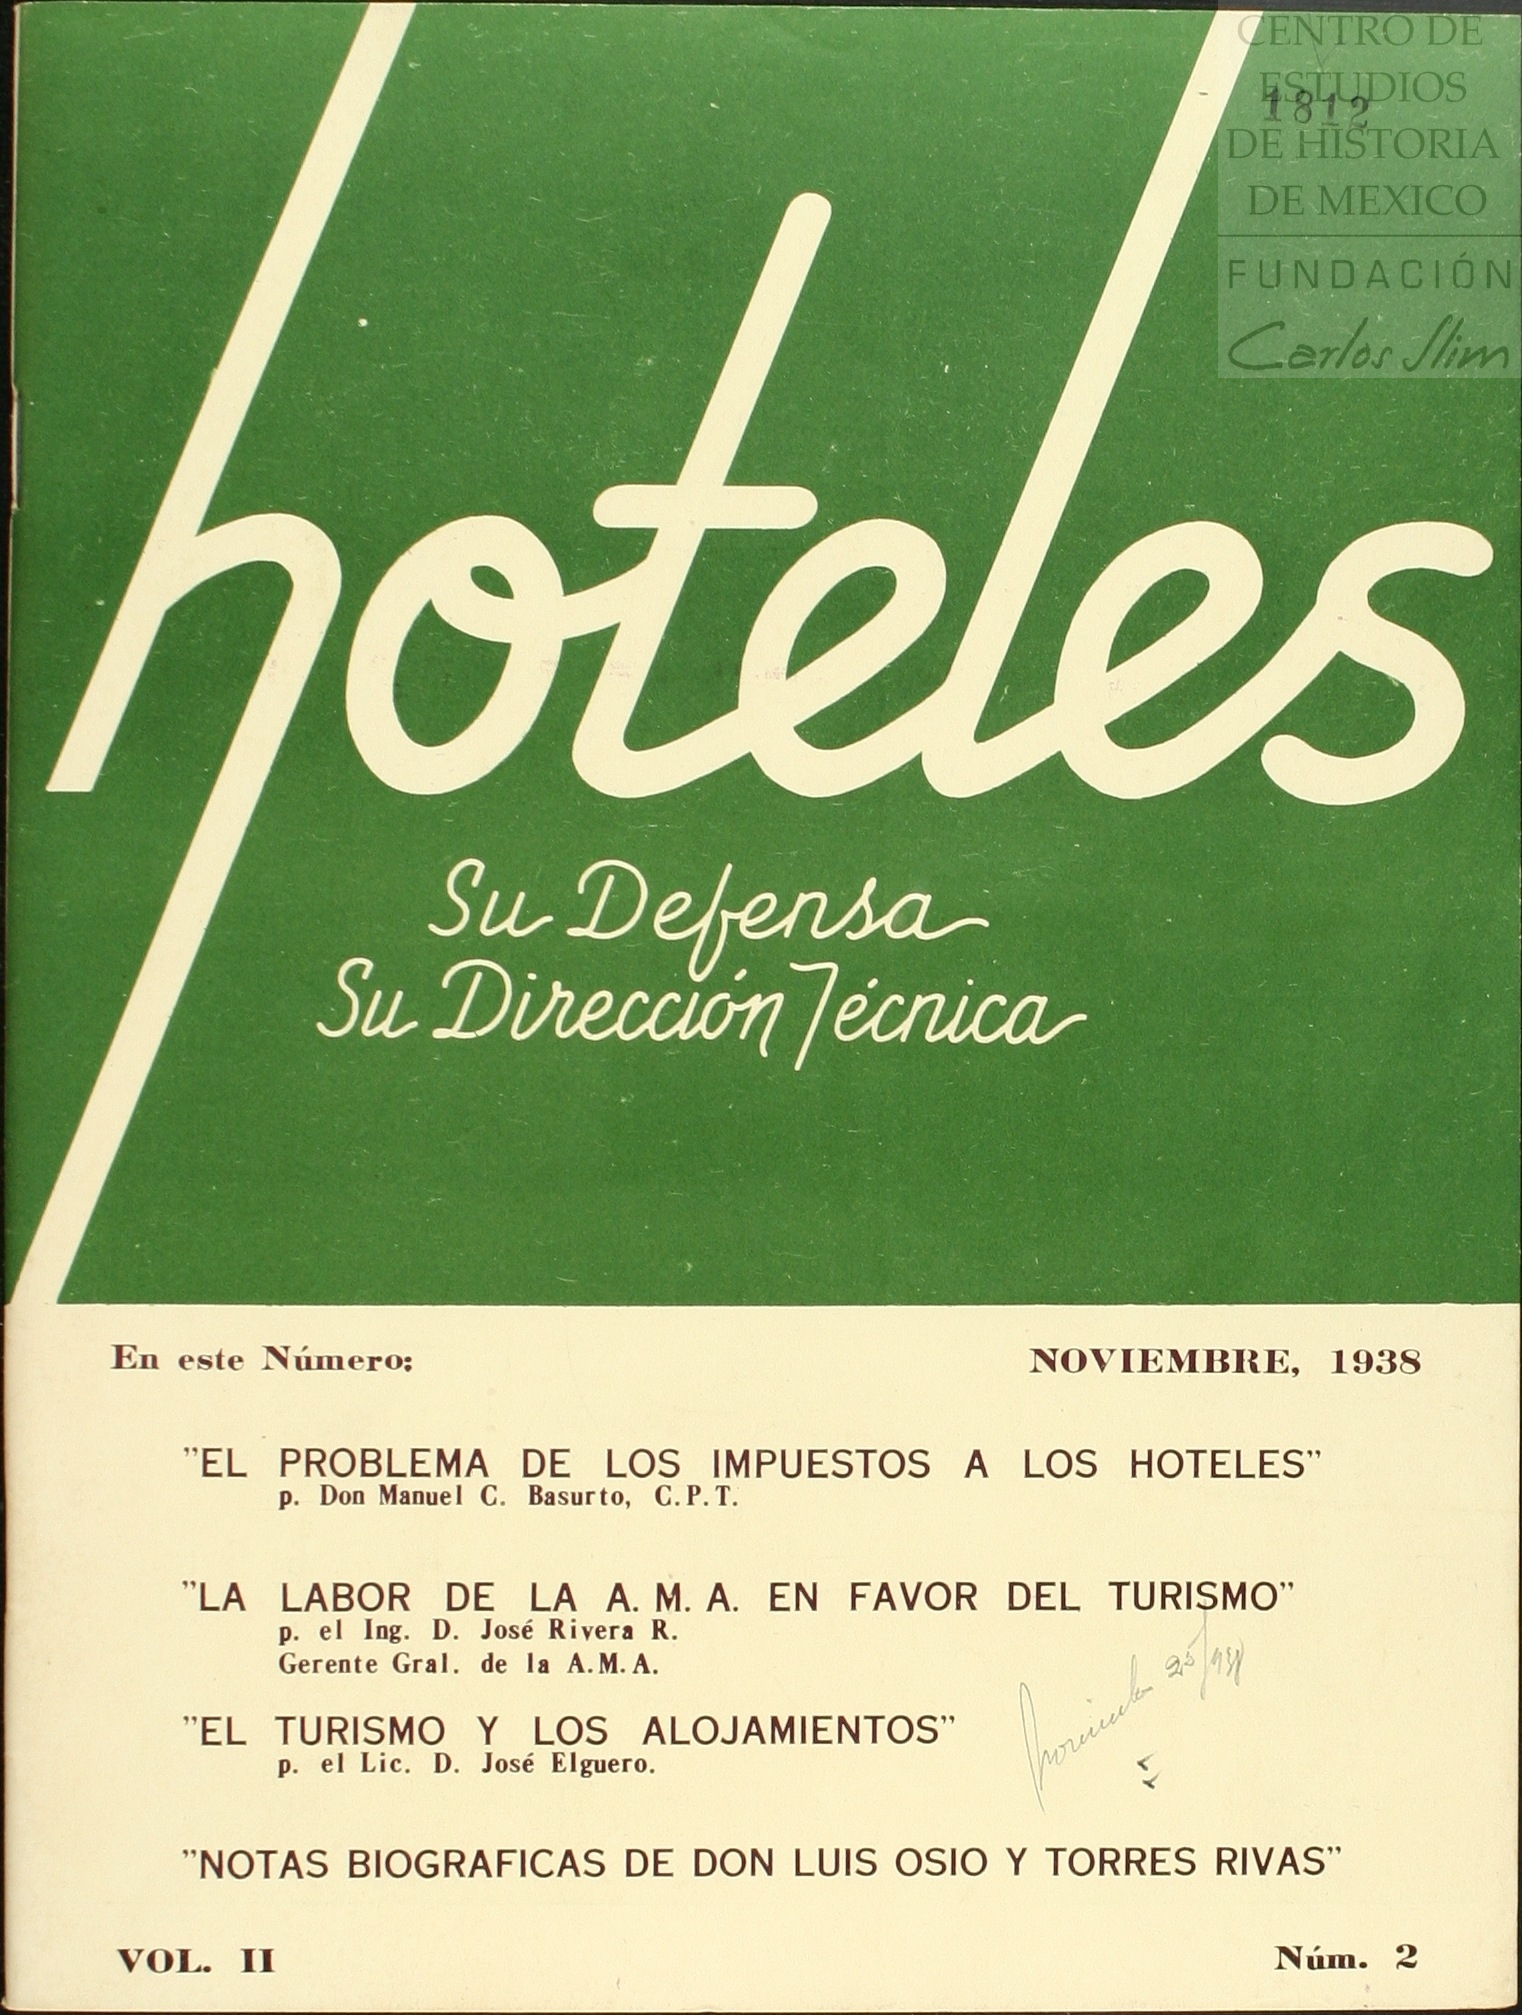 CENTRO DE
ESTUDIOS
1812
DE HISTORIA
DE MEXICO
FUNDACIÓN
Carlos Slim
hoteles
Su Defensa
Su Dirección Técnica
En este Número: NOVIEMBRE, 1938
"EL PROBLEMA DE LOS IMPUESTOS A LOS HOTELES"
p. Don Manuel C. Basurto, C.P.T.
"LA LABOR DE LA A. M. A. EN FAVOR DEL TURISMO"
p. el Ing. D. José Rivera R.
Gerente Gral. de la A.M.A.
"EL TURISMO Y LOS ALOJAMIENTOS"
p. el Lic. D. José Elguero.
"NOTAS BIOGRAFICAS DE DON LUIS OSIO Y TORRES RIVAS"
VOL. II Núm. 2